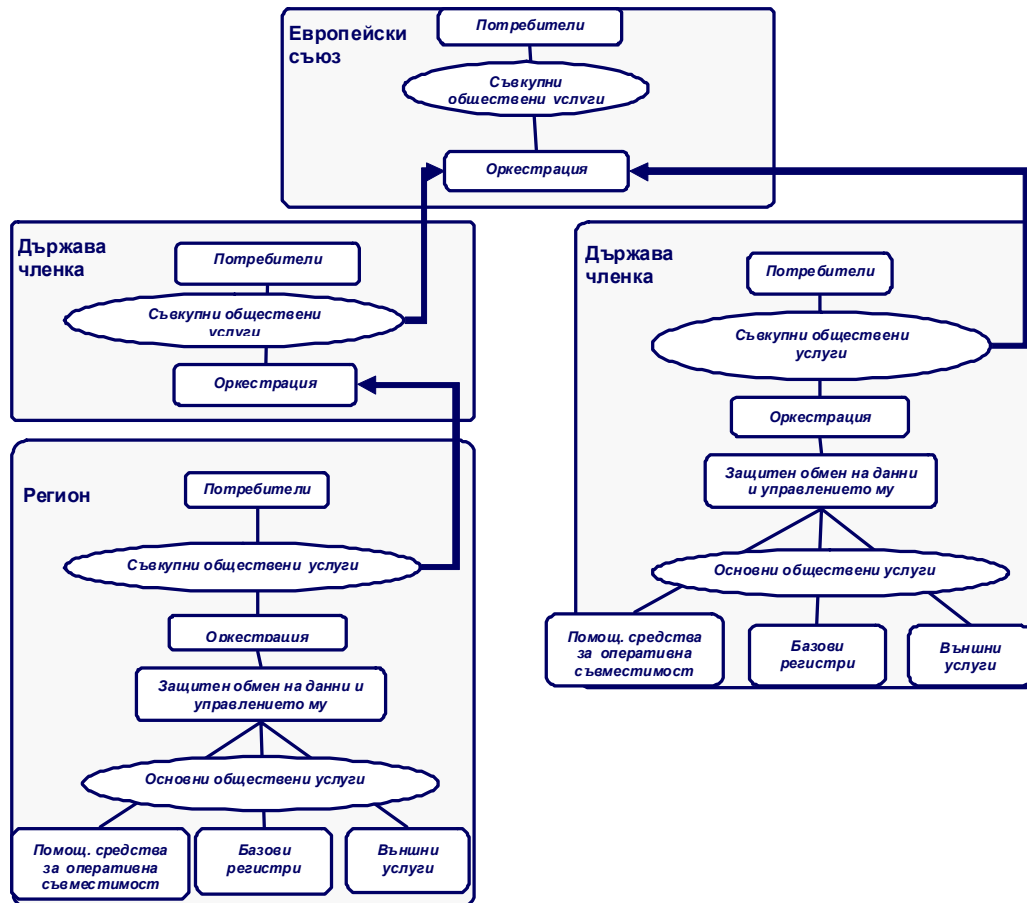 Европейски
съюз
Потребители
Съвкупни
обществени услуги
Оркестрация
Държава
членка
Потребители
Съвкупни обществени
услуги
Оркестрация
Държава
членка
Потребители
Съвкупни обществени
услуги
Оркестрация
Защитен обмен на данни
и управлението му
Основни обществени услуги
Помощ. средства
за оперативна
съвместимост
Базови
регистри
Външни
услуги
Регион
Потребители
Съвкупни обществени услуги
Оркестрация
Защитен обмен на данни и
управлението му
Основни обществени услуги
Помощ. средства
за оперативна
съвместимост
Базови
регистри
Външни
услуги